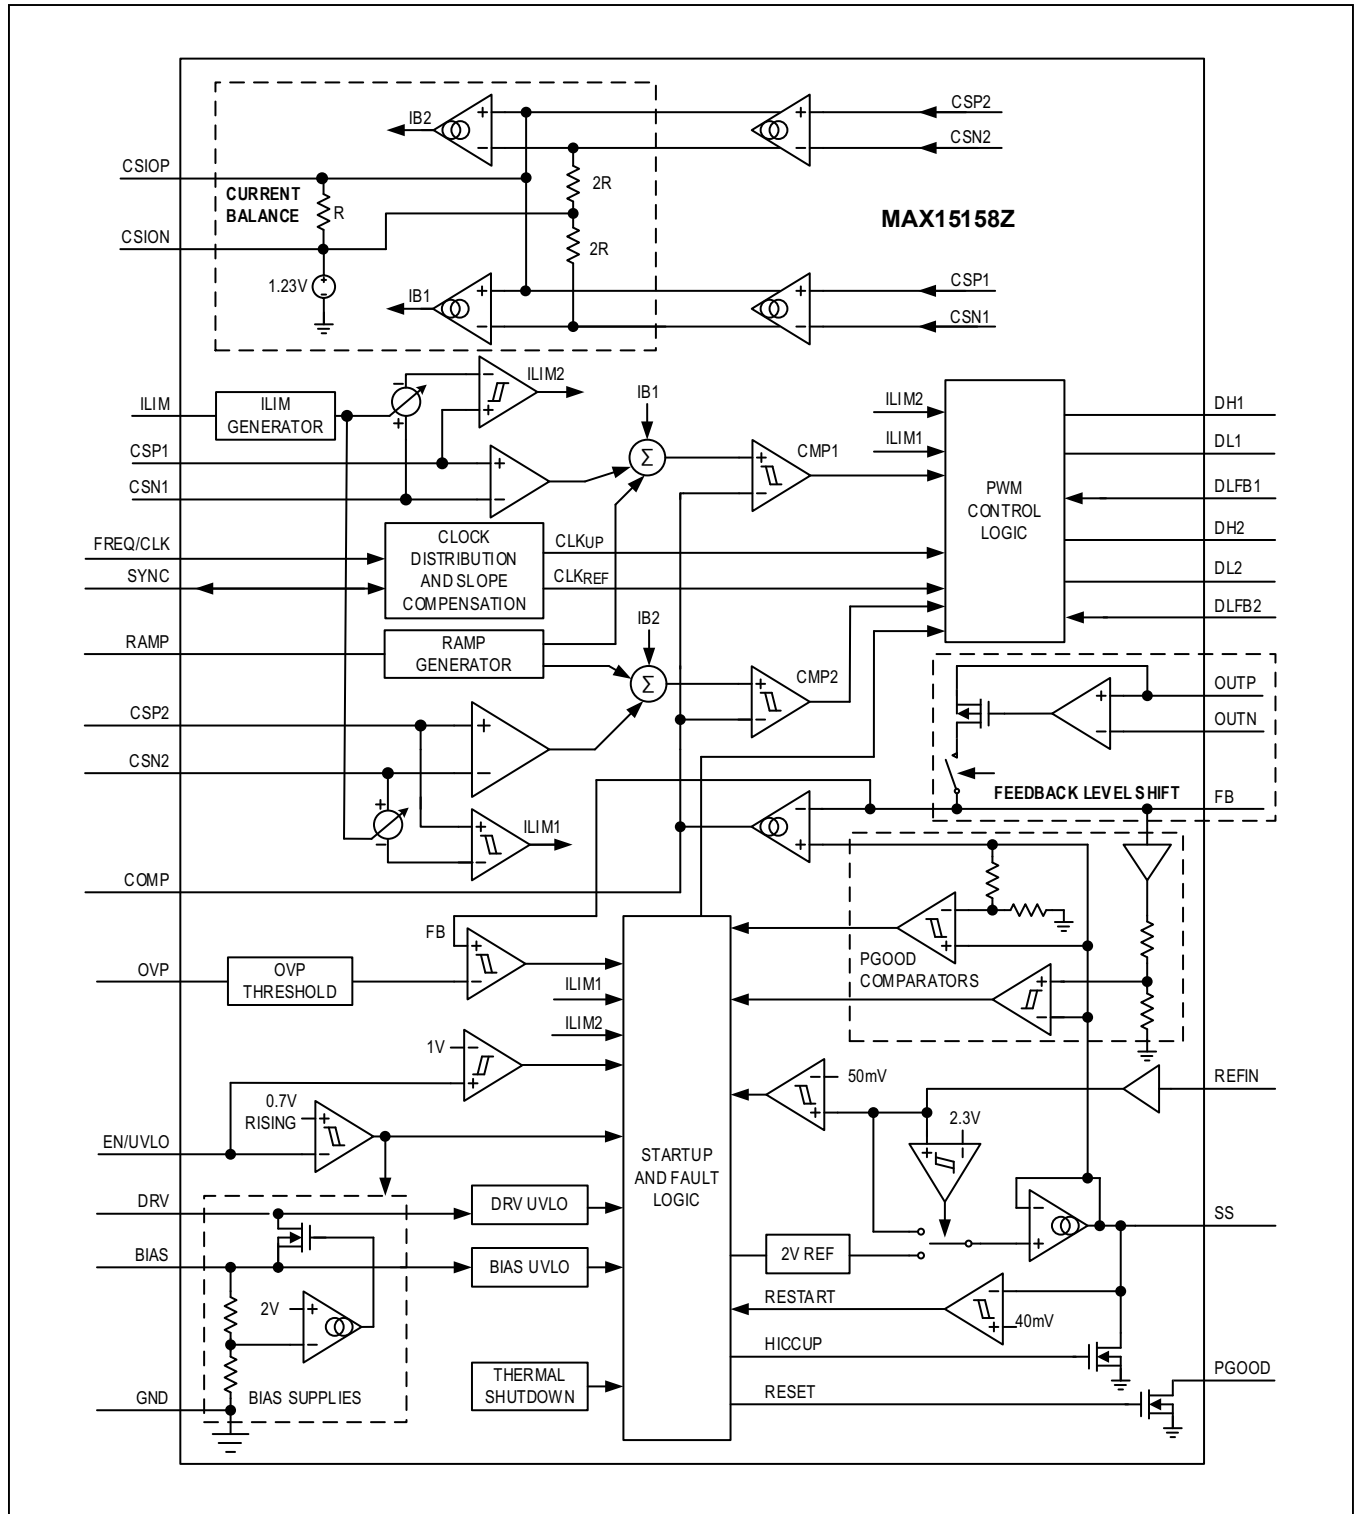 CSP2
IB2
CSN2
CSIOP
CURRENT
BALANCE
R
2R
MAX15158Z
CSION
2R
1.23V
CSP1
IB1
CSN1
ILIM2
ILIM
ILIM
GENERATOR
IB1
ILIM2
DH1
CSP1
Σ
CMP1
ILIM1
DL1
CSN1
PWM
CONTROL
LOGIC
DLFB1
FREQ/CLK
CLOCK
DISTRIBUTION
AND SLOPE
COMPENSATION
CLKUP
DH2
SYNC
CLKREF
DL2
IB2
DLFB2
RAMP
RAMP
GENERATOR
Σ
CMP2
OUTP
CSP2
OUTN
CSN2
FEEDBACK LEVEL SHIFT
FB
ILIM1
COMP
FB
PGOOD
COMPARATORS
OVP
OVP
THRESHOLD
ILIM1
ILIM2
1V
50mV
REFIN
0.7V
RISING
2.3V
EN/UVLO
STARTUP
AND FAULT
LOGIC
DRV
DRV UVLO
SS
BIAS
BIAS UVLO
2V REF
2V
RESTART
40mV
HICCUP
PGOOD
THERMAL
SHUTDOWN
RESET
GND
BIAS SUPPLIES